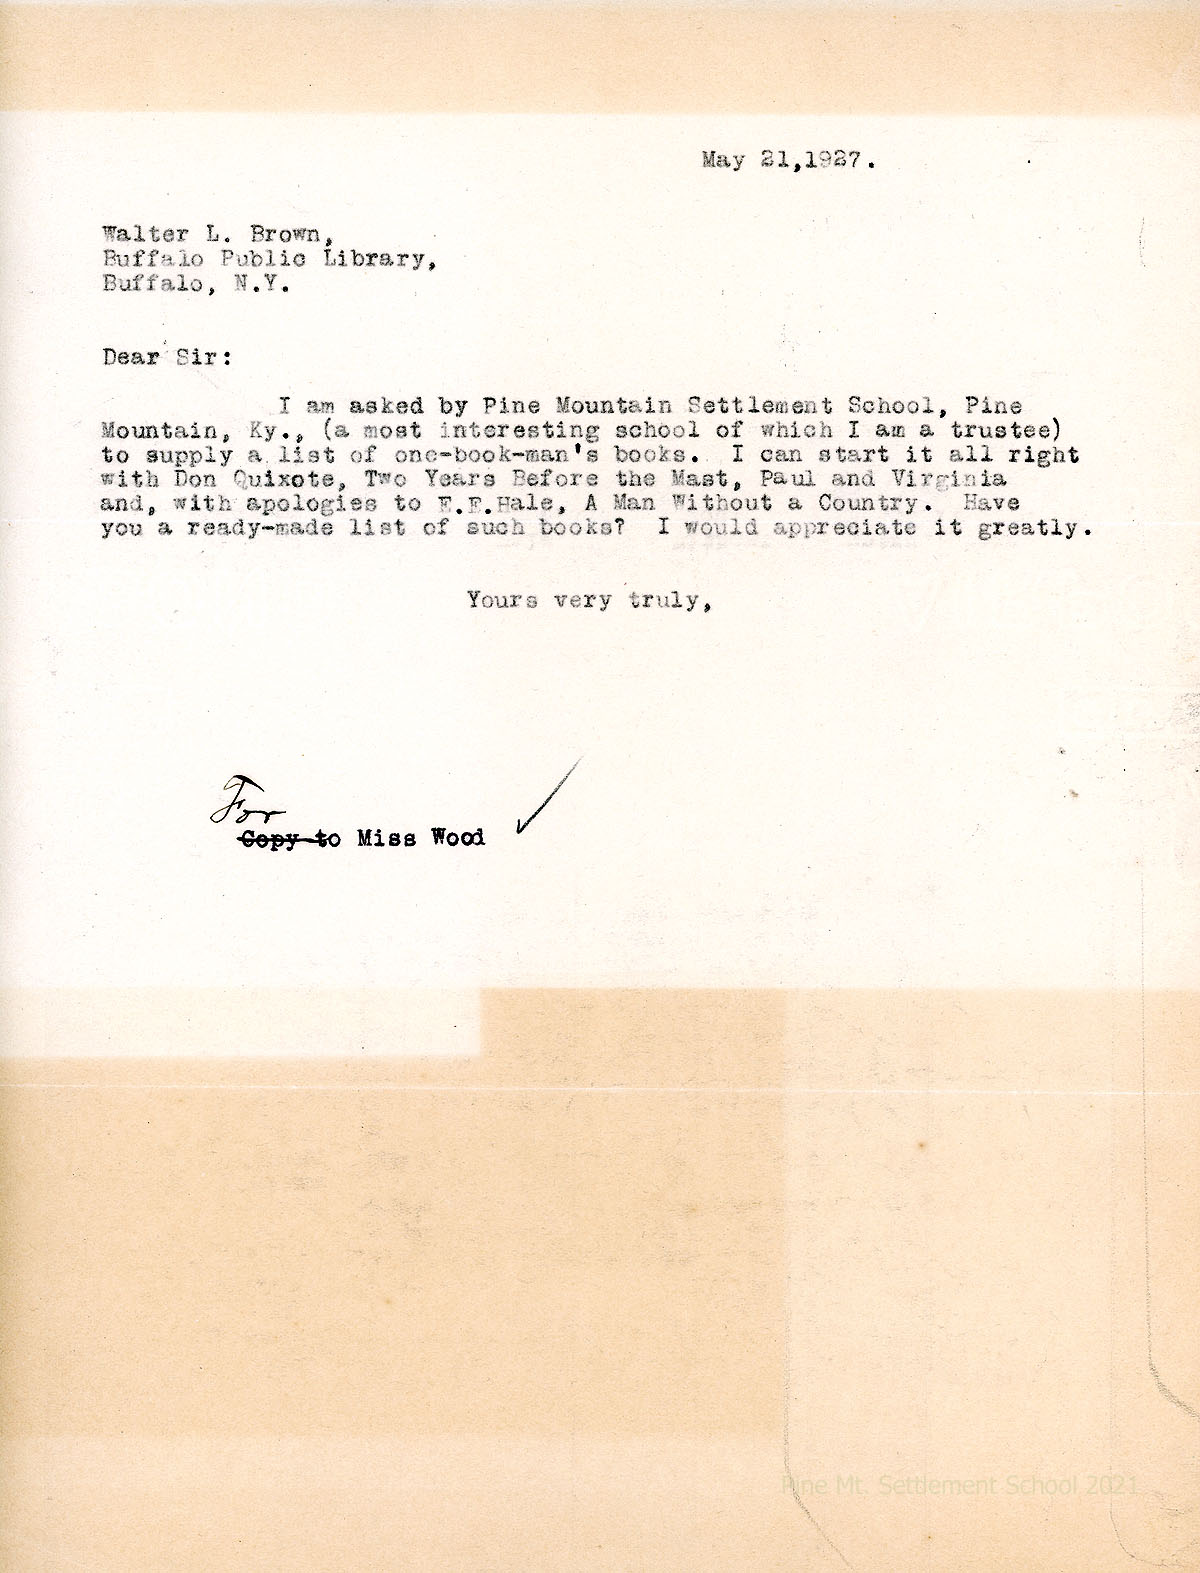 May 21,1927.
Walter L. Brown,
Buffalo Public Library,
Buffalo, N.Y.
Dear Sir:
I am asked by Pine Mountain Settlement School, Pine
Mountain, Ky., (a most interesting school of which I am a trustee)
to supply a list of one-book-man's books. I can start it all right
with Don Quixote, Two Years Before the Mast, Paul and Virginia
and, with apologies to E.E.Hale, A Man Without a Country. Have
you a ready-made list of such books? I would appreciate it greatly.
Yours very truly,
For
Copy to Miss Wood
Pine Mt. Settlement School 2021